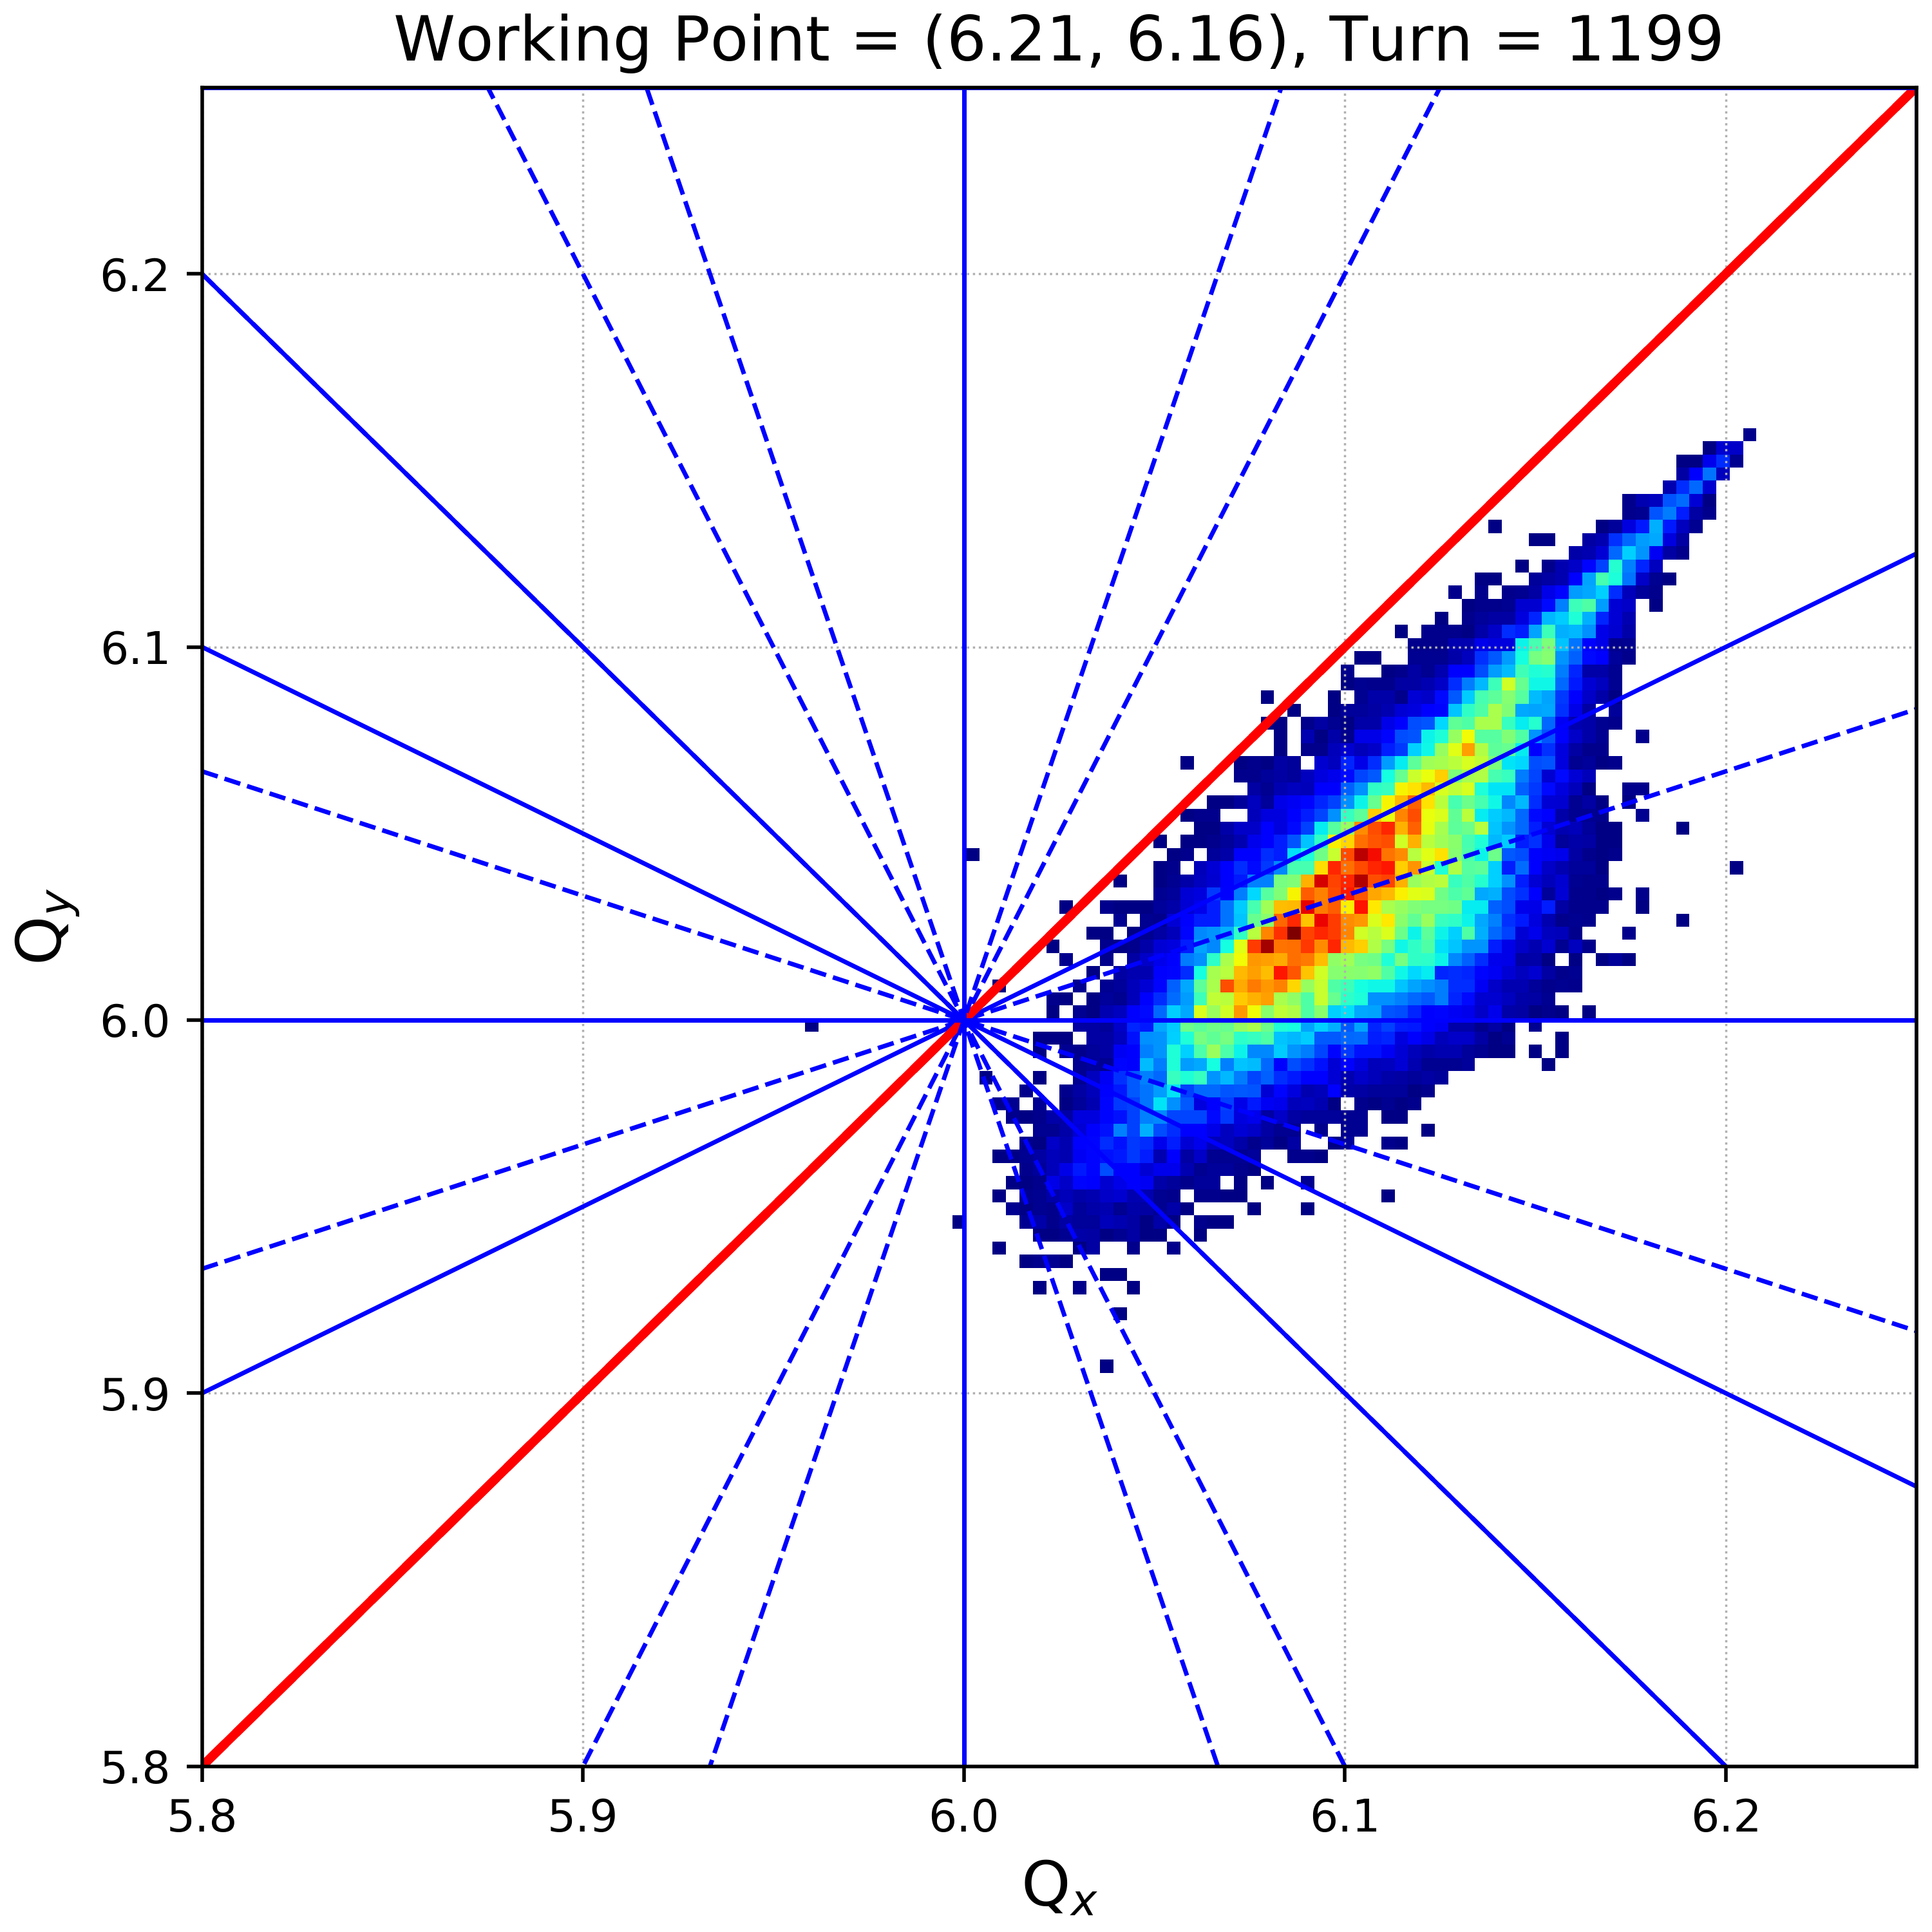 Working Point = (6.21, 6.16), Turn = 1199
6.2
6.1
6.0
5.9
5.8
Qy
5.8 5.9 6.0 6.1 6.2
Qx